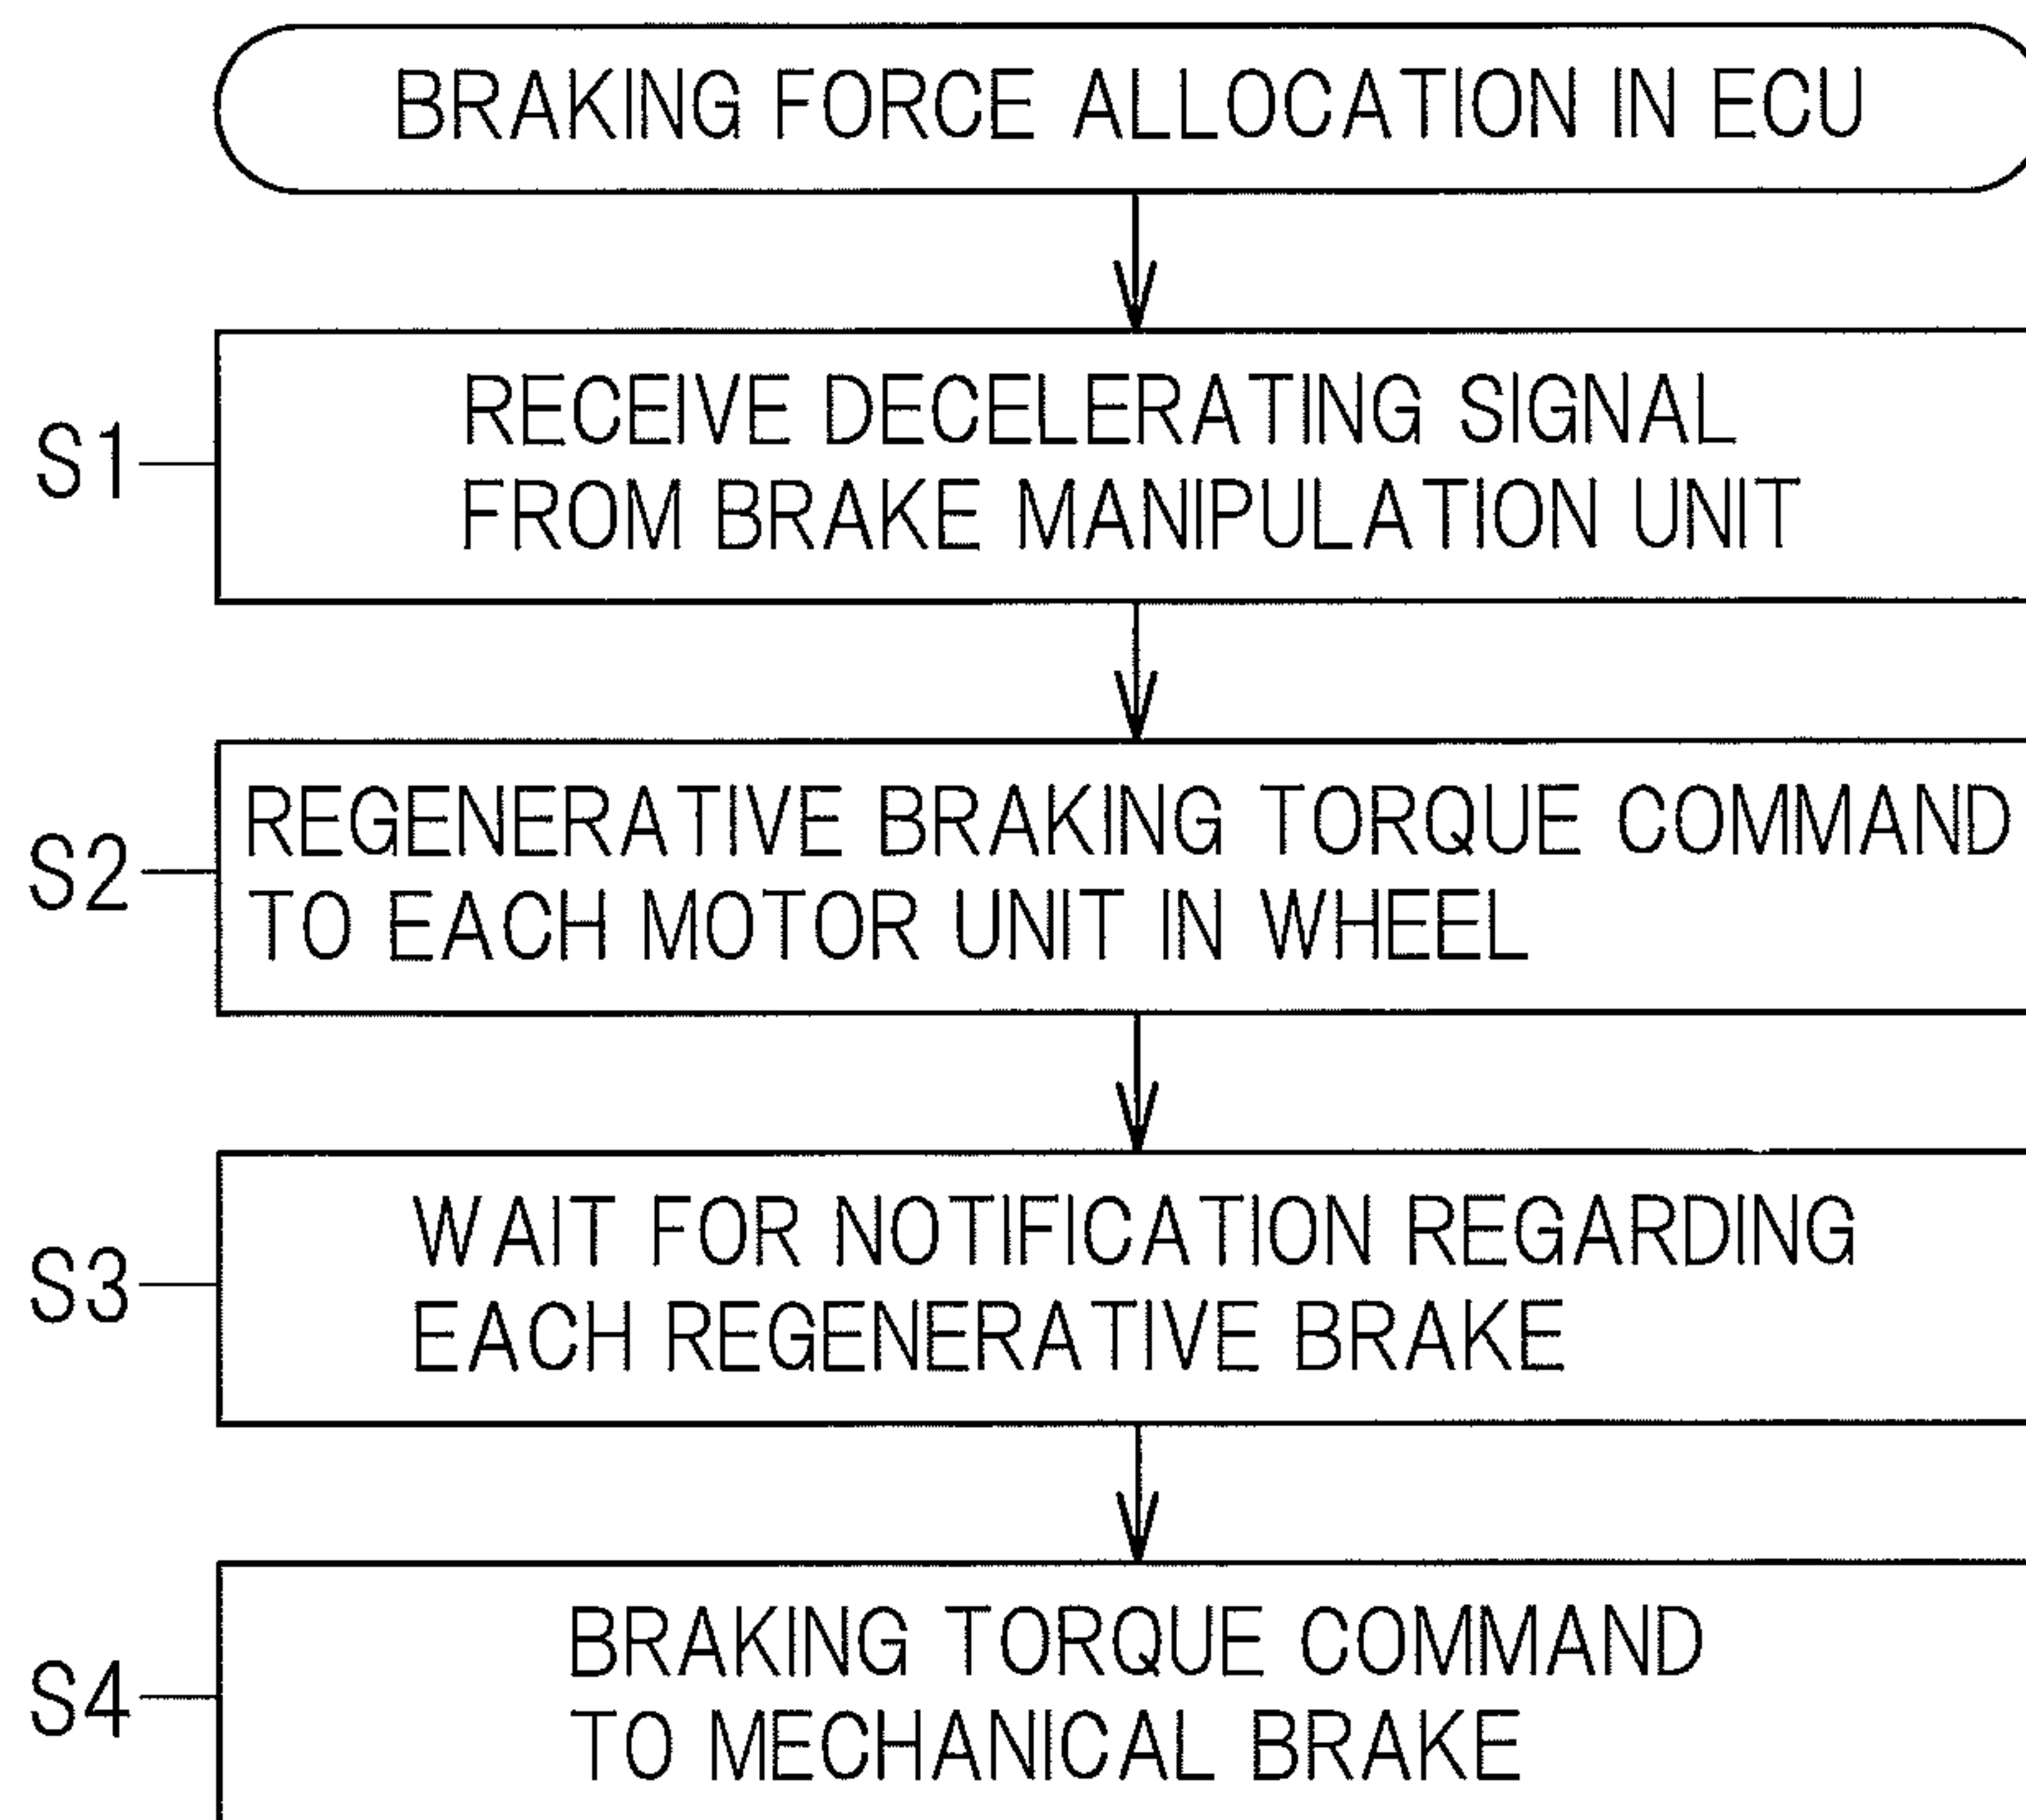 BRAKING FORCE ALLOCATION IN ECU
S1
RECEIVE DECELERATING SIGNAL
FROM BRAKE MANIPULATION UNIT
S2
REGENERATIVE BRAKING TORQUE COMMAND
TO EACH MOTOR UNIT IN WHEEL
S3
WAIT FOR NOTIFICATION REGARDING
EACH REGENERATIVE BRAKE
S4
BRAKING TORQUE COMMAND
TO MECHANICAL BRAKE